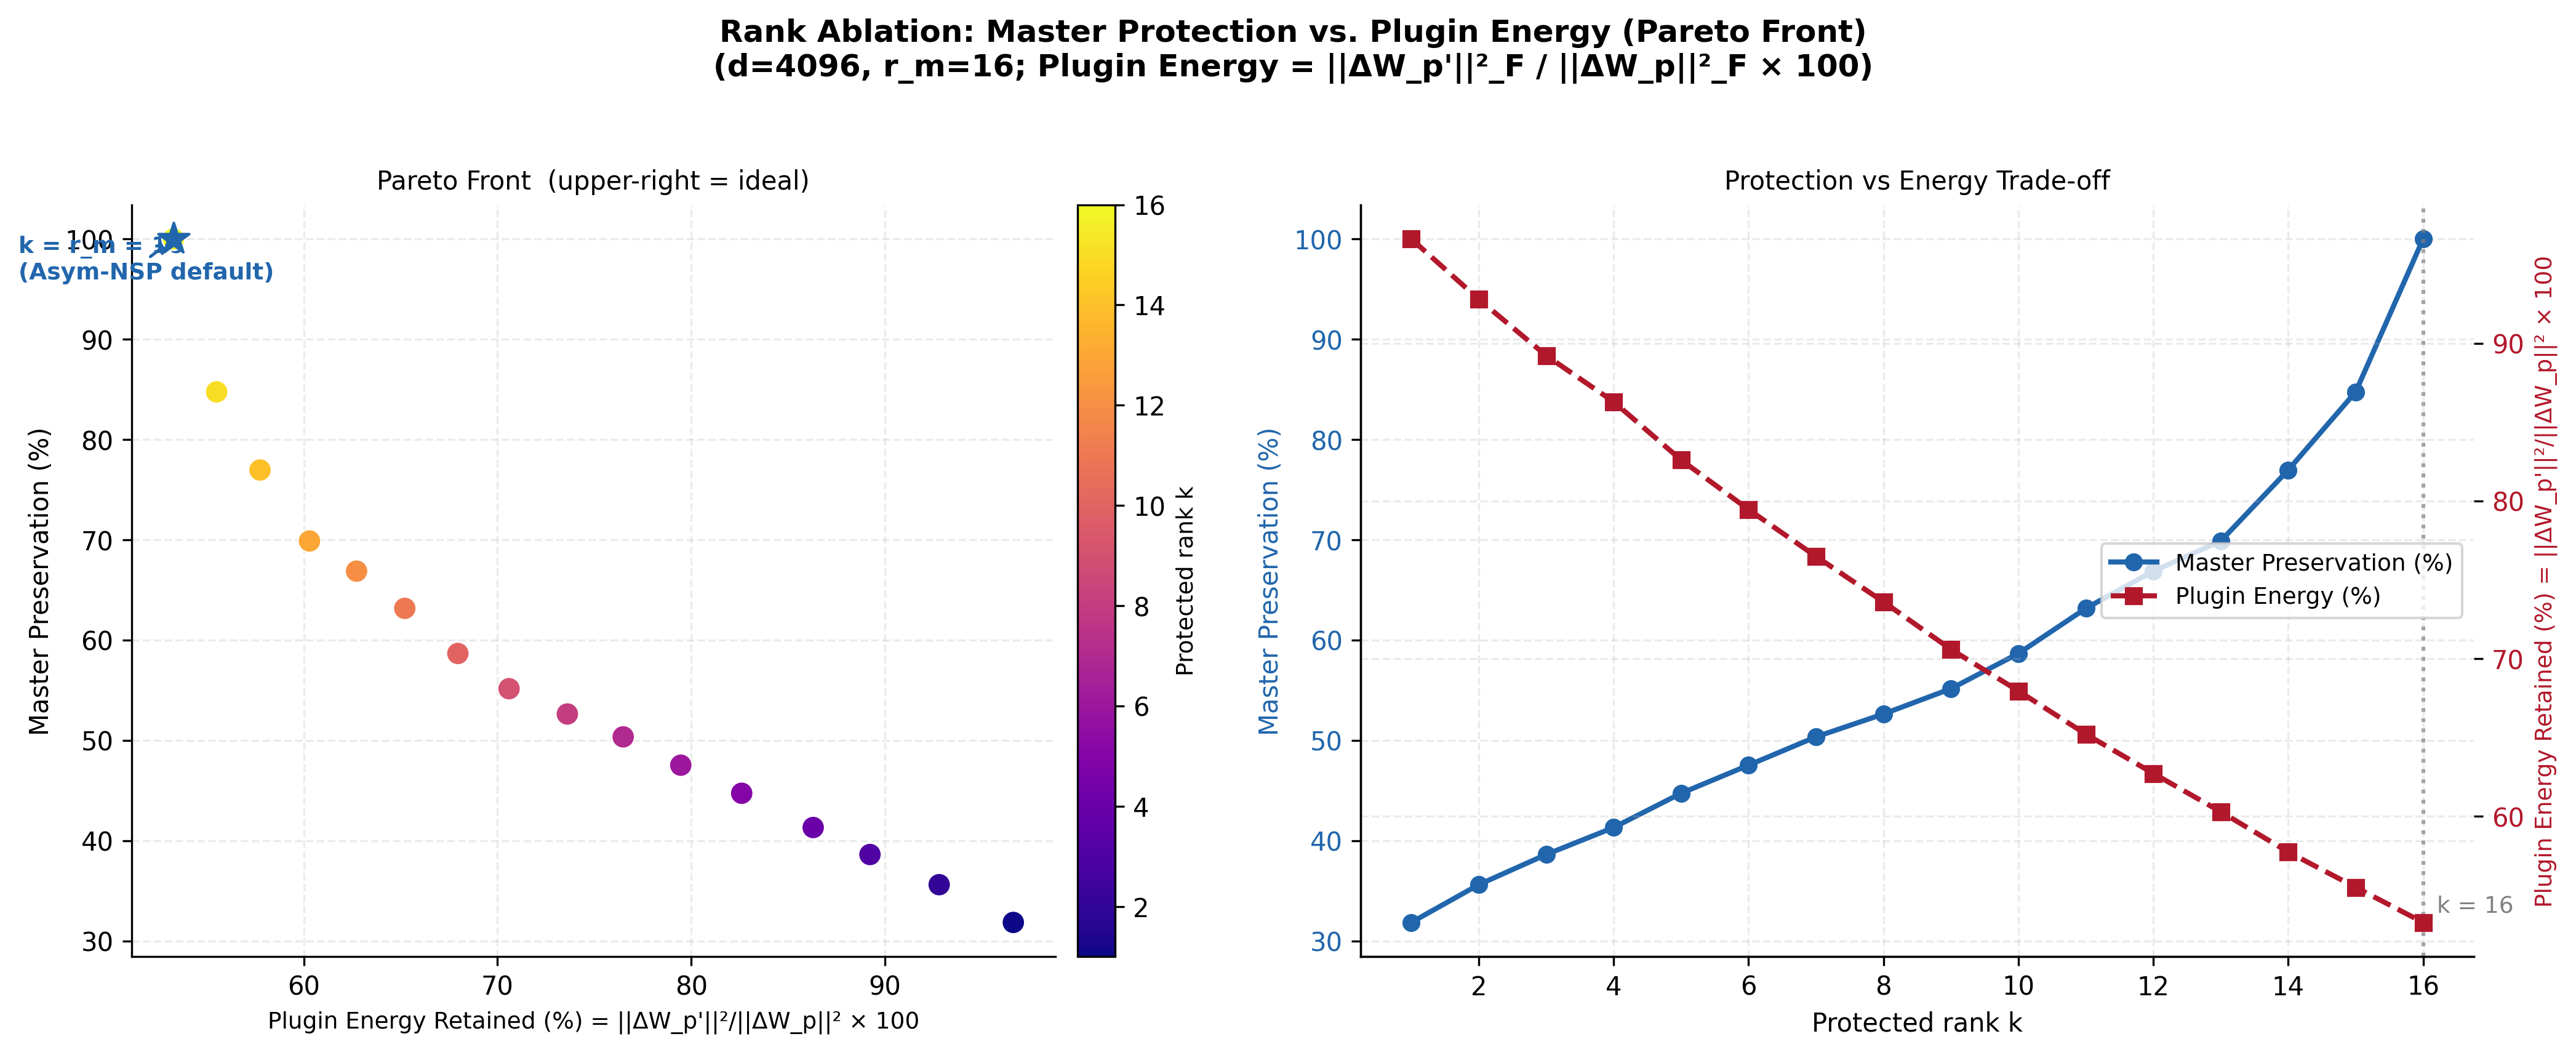 Rank Ablation: Master Protection vs. Plugin Energy (Pareto Front)
(d=4096, r_m=16; Plugin Energy = ||ΔW_p'||²_F / ||ΔW_p||²_F × 100)
Pareto Front  (upper-right = ideal)
100
90
80
70
60
50
40
30
Master Preservation (%)
k = r_m =
(Asym-NSP default)
60
70
80
90
Plugin Energy Retained (%) = ||ΔW_p'||²/||ΔW_p||² × 100
16
14
12
10
8
6
4
2
Protected rank k
Protection vs Energy Trade-off
100
90
80
70
60
50
40
30
Master Preservation (%)
Master Preservation (%)
Plugin Energy (%)
k = 16
90
80
70
60
Plugin Energy Retained (%) = ||ΔW_p'||²/||ΔW_p||² × 100
2
4
6
8
10
12
14
16
Protected rank k